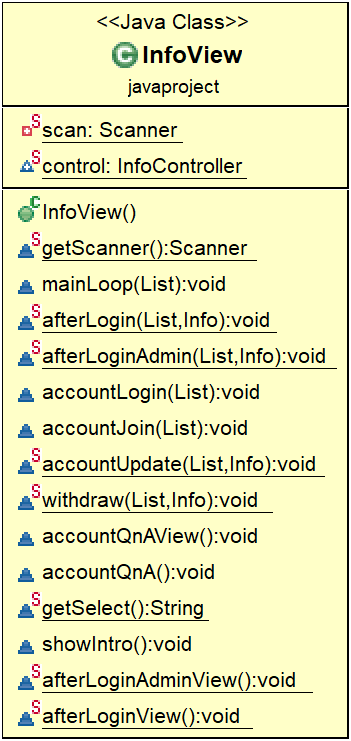 <<Java Class>>
C InfoView
javaproject
S scan: Scanner
S control: InfoController
C InfoView()
S getScanner():Scanner
mainLoop(List):void
S afterLogin(List,Info):void
S afterLoginAdmin(List,Info):void
accountLogin(List):void
accountJoin(List):void
S accountUpdate(List,Info):void
S withdraw(List,Info):void
accountQnAView():void
accountQnA():void
S getSelect():String
showIntro():void
S afterLoginAdminView():void
S afterLoginView():void